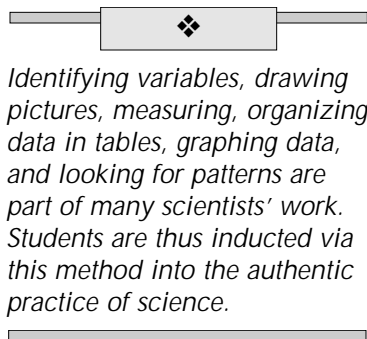 ❖
Identifying variables, drawing
pictures, measuring, organizing
data in tables, graphing data,
and looking for patterns are
part of many scientists’ work.
Students are thus inducted via
this method into the authentic
practice of science.